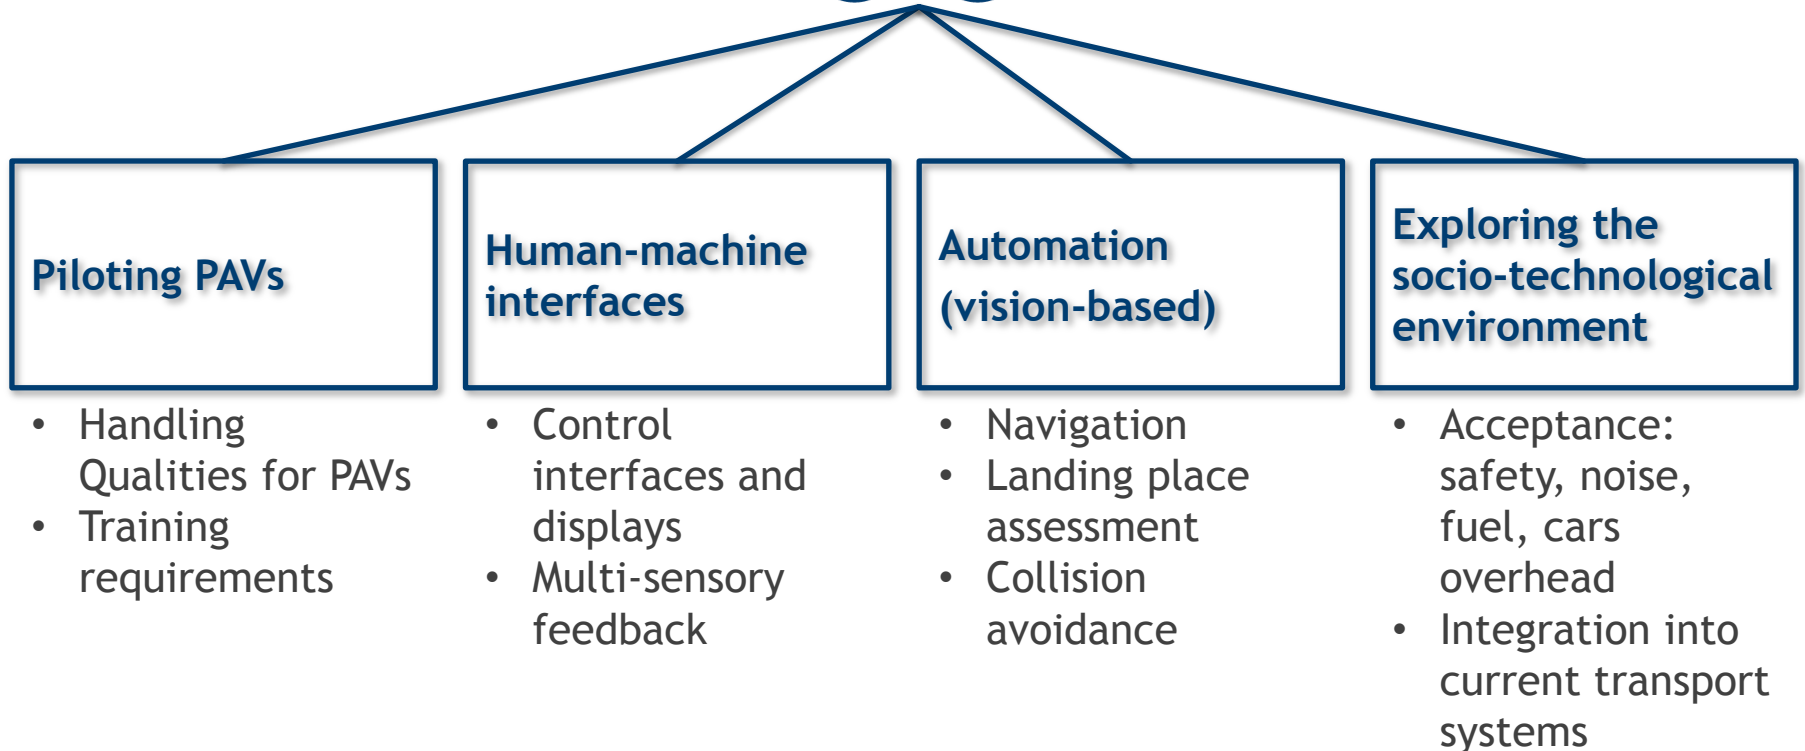 Piloting PAVs
• Handling
Qualities for PAVs
• Training
requirements
Human-machine
interfaces
• Control
interfaces and
displays
• Multi-sensory
feedback
Automation
(vision-based)
• Navigation
• Landing place
assessment
• Collision
avoidance
Exploring the
socio-technological
environment
• Acceptance:
safety, noise,
fuel, cars
overhead
• Integration into
current transport
systems